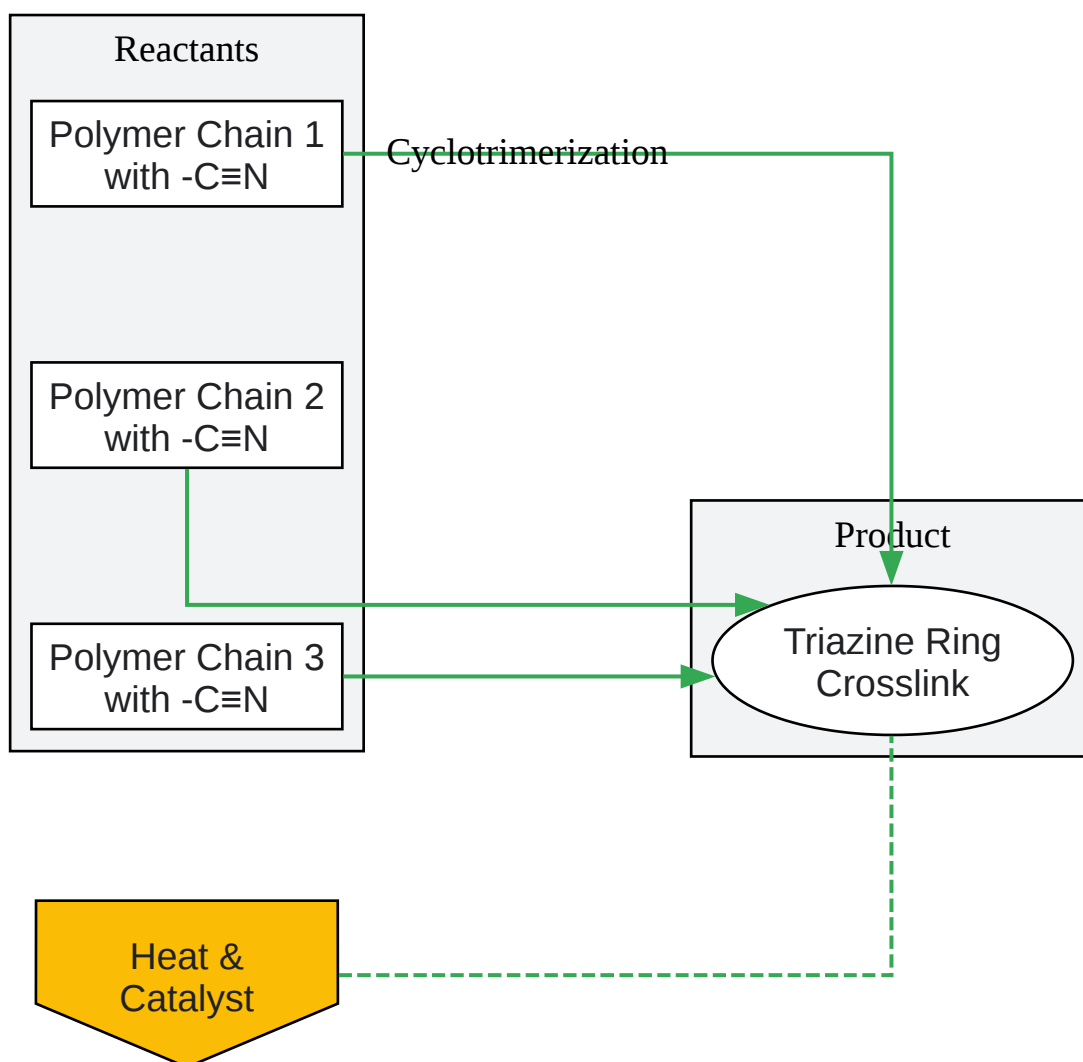 Reactants
Polymer Chain 1
with -C≡N
Cyclotrimerization
Polymer Chain 2
with -C≡N
Product
Polymer Chain 3
with -C≡N
Triazine Ring
Crosslink
Heat &
Catalyst